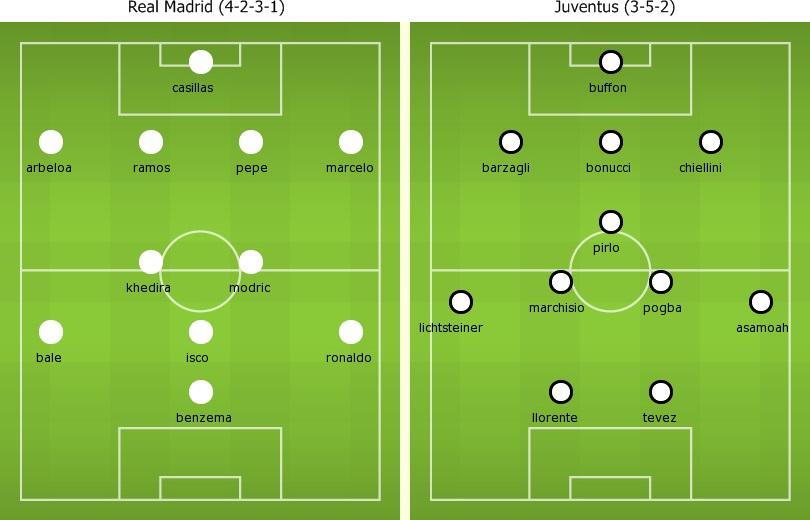 Real Madrid (4-2-3-1)
casillas
arbeloa ramos pepe marcelo
khedira modric
bale isco ronaldo
benzema
Juventus (3-5-2)
buffon
barzagli bonucci chiellini
pirlo
marchisio pogba
lichtsteiner asamoah
llorente tevez